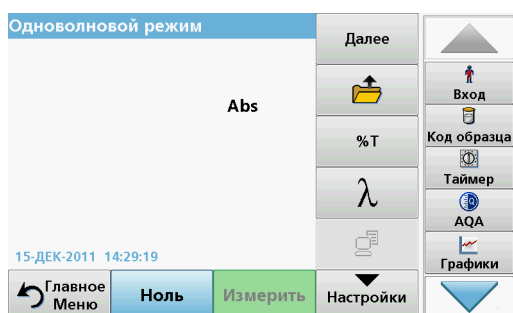 Одноволновой режим
Далее
Abs
Вход
Код образца
%T
Таймер
λ
AQA
15-ДЕК-2011 14:29:19
Графики
Главное
Меню
Ноль
Измерить
Настройки